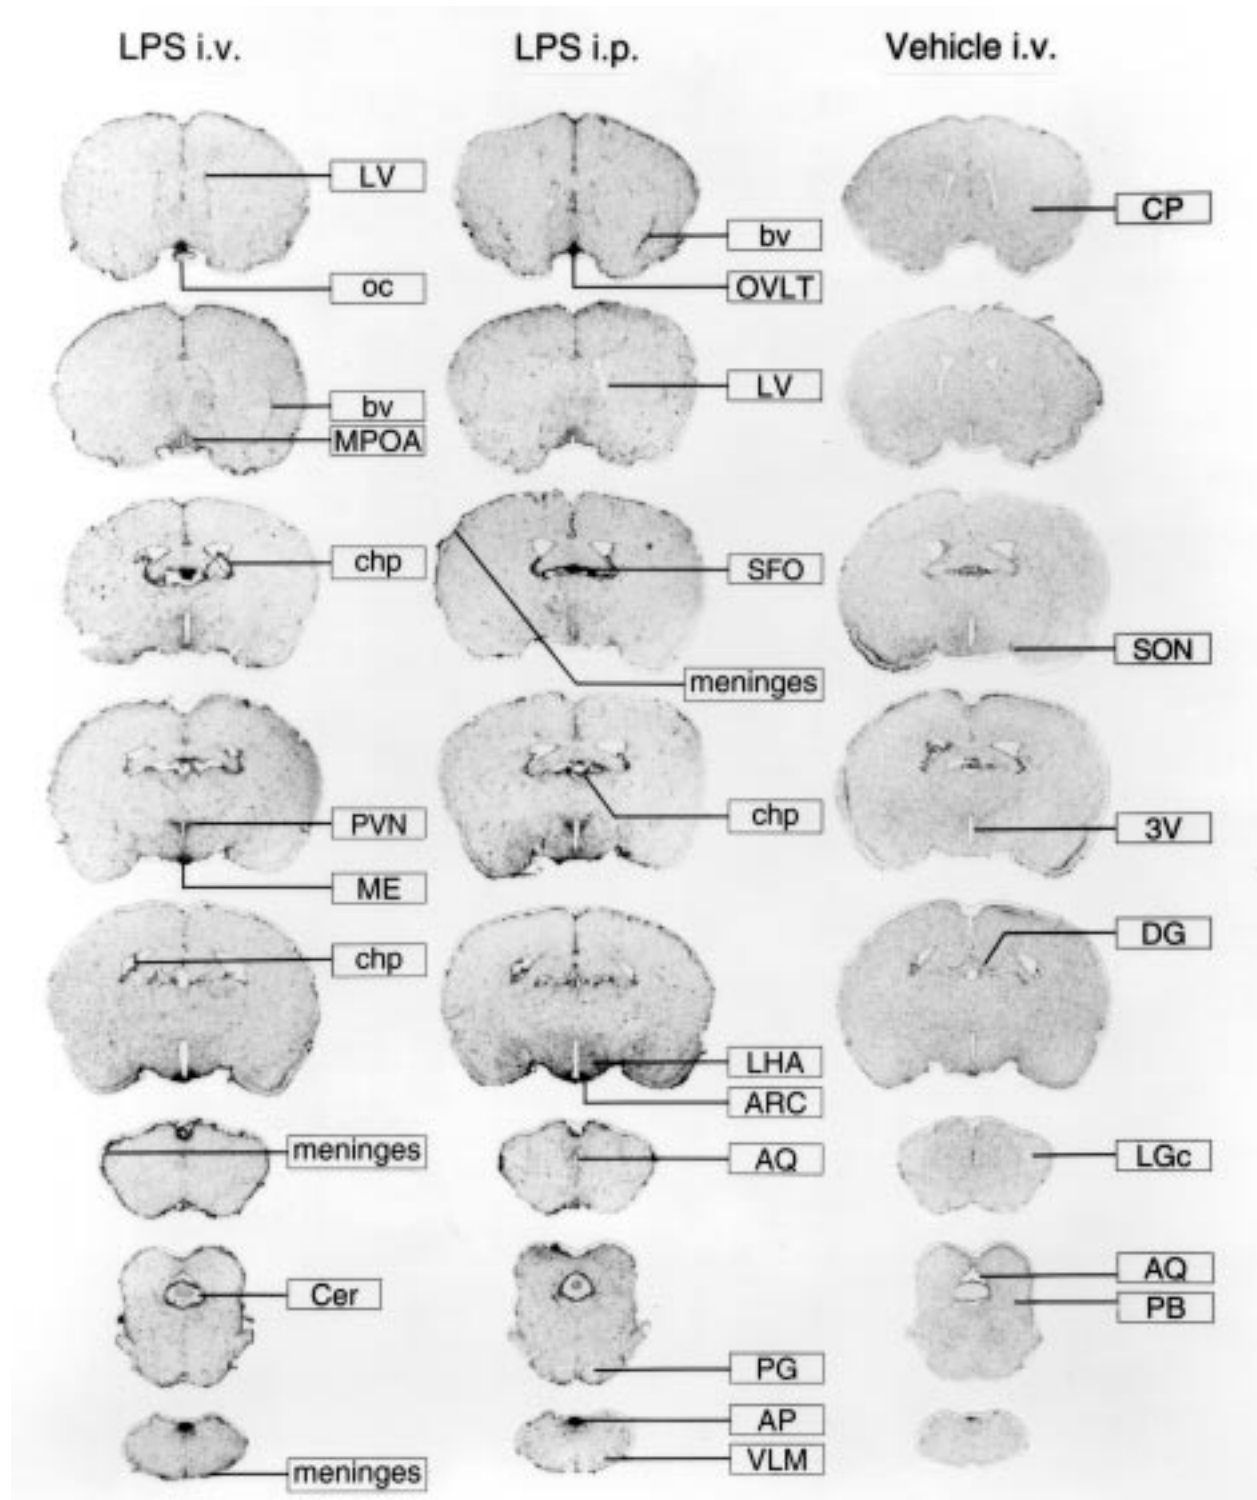 LPS i.v. LPS i.p. Vehicle i.v.
LV
CP
bv
oc
OVLT
LV
bv
MPOA
chp
SFO
SON
meninges
PVN
chp
3V
ME
chp
DG
LHA
ARC
meninges
AQ
LGc
Cer
AQ
PB
PG
AP
VLM
meninges